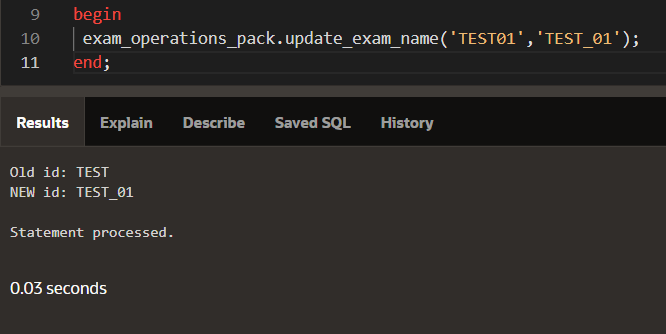 9 begin
10 exam_operations_pack.update_exam_name('TEST01','TEST_01');
11 end;
Results Explain Describe Saved SQL History
Old id: TEST
NEW id: TEST_01
Statement processed.
0.03 seconds